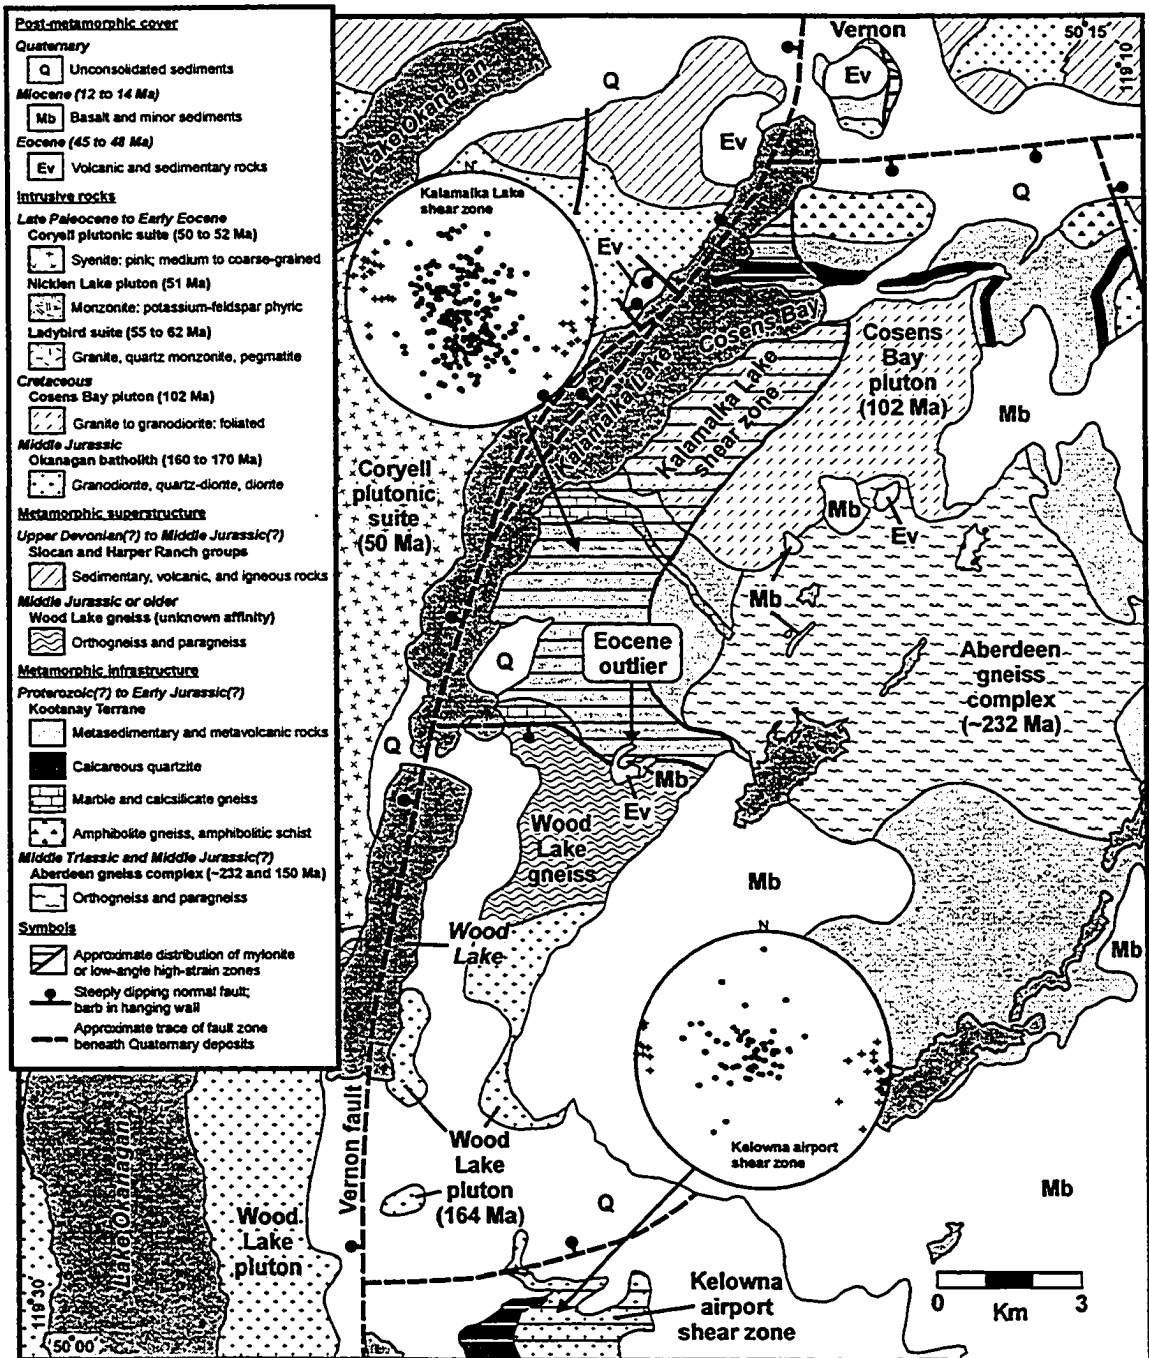 Post-metamorphic cover
Quaternary
Q Unconsolidated sediments
Miocene (12 to 14 Ma)
Mb Basalt and minor sediments
Eocene (45 to 48 Ma)
Ev Volcanic and sedimentary rocks
Intrusive rocks
Late Paleocene to Early Eocene
Coryell plutonic suite (50 to 52 Ma)
Syenite: pink; medium to coarse-grained
Nicklen Lake pluton (51 Ma)
Monzonite: potassium-feldspar phyric
Ladybird suite (55 to 62 Ma)
Granite, quartz monzonite, pegmatite
Cretaceous
Cosens Bay pluton (102 Ma)
Granite to granodiorite: foliated
Middle Jurassic
Okanagan batholith (160 to 170 Ma)
Granodiorite, quartz-diorite, diorite
Metamorphic superstructure
Upper Devonian(?) to Middle Jurassic(?)
Slocan and Harper Ranch groups
Sedimentary, volcanic, and igneous rocks
Middle Jurassic or older
Wood Lake gneiss (unknown affinity)
Orthogneiss and paragneiss
Metamorphic infrastructure
Proterozoic(?) to Early Jurassic(?)
Kootenay Terrane
Metasedimentary and metavolcanic rocks
Calcareous quartzite
Marble and calcsilicate gneiss
Amphibolite gneiss, amphibolitic schist
Middle Triassic and Middle Jurassic(?)
Aberdeen gneiss complex (~232 and 150 Ma)
Orthogneiss and paragneiss
Symbols
Approximate distribution of mylonite
or low-angle high-strain zones
Steeply dipping normal fault;
barb in hanging wall
Approximate trace of fault zone
beneath Quaternary deposits
Vernon
50°15'
119°10'
Lake Okanagan
Q
Ev
Ev
N
Kalamalka Lake
shear zone
Q
Ev
Cosens Bay
Kalamalka Lake
Kalamalka Lake
shear zone
Cosens
Bay
pluton
(102 Ma)
Mb
Coryell
plutonic
suite
(50 Ma)
Mb
Ev
Mb
Q
Eocene
outlier
Aberdeen
gneiss
complex
(~232 Ma)
Q
Mb
Ev
Wood
Lake
gneiss
Mb
Wood
Lake
Mb
N
Kelowna airport
shear zone
Vernon fault
Wood
Lake
pluton
(164 Ma)
Q
Mb
Lake Okanagan
Wood
Lake
pluton
Kelowna
airport
shear zone
0 3
Km
119°30'
50°00'